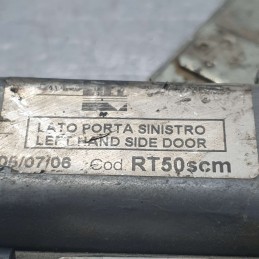 LATO PORTA SINISTRO
LEFT HAND SIDE DOOR
05/07/06 Cod RT50scm